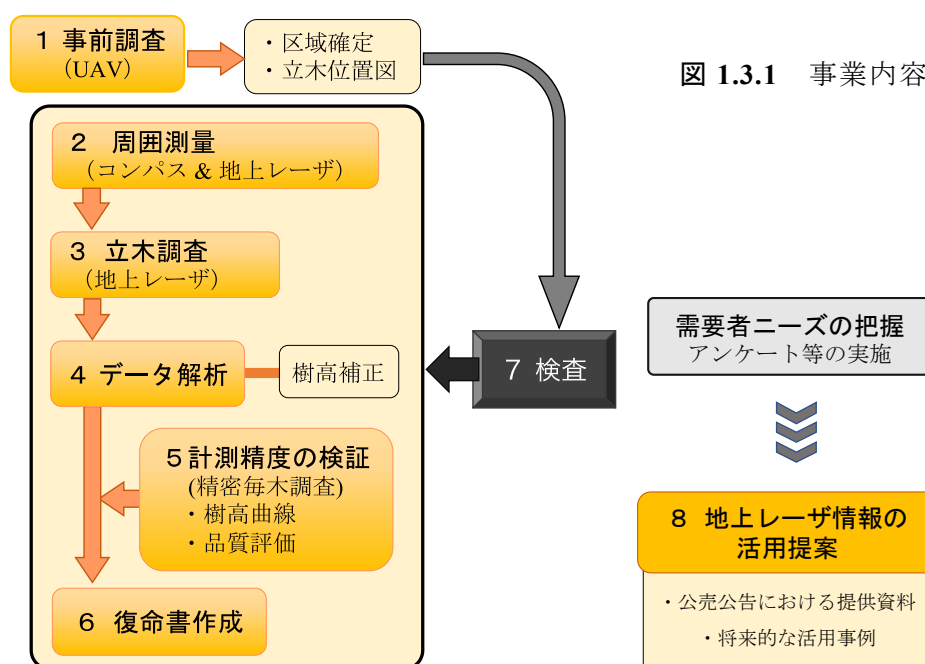 1 事前調査
(UAV)
・区域確定
・立木位置図
図 1.3.1 事業内容
2 周囲測量
(コンパス & 地上レーザ)
3 立木調査
(地上レーザ)
4 データ解析
樹高補正
5計測精度の検証
(精密毎木調査)
・樹高曲線
・品質評価
6 復命書作成
7 検査
需要者ニーズの把握
アンケート等の実施
8 地上レーザ情報の
活用提案
・公売公告における提供資料
・将来的な活用事例